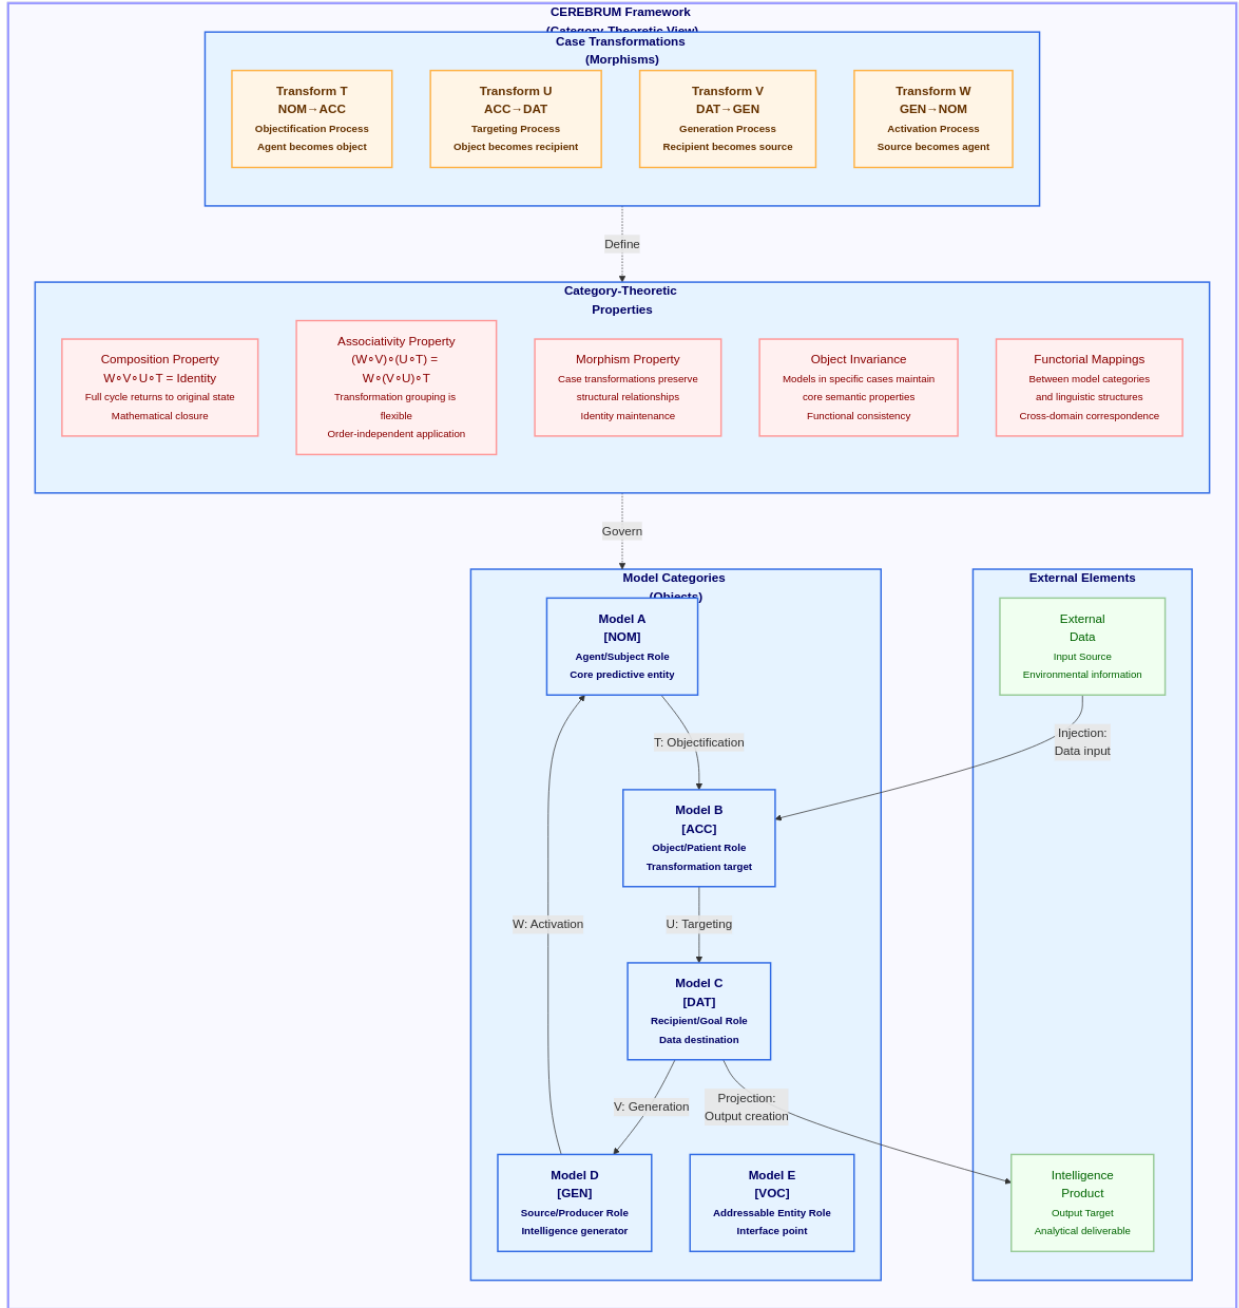 CEREBRUM Framework
(Category-Theoretic View)
Case Transformations
(Morphisms)
Transform T
NOM→ACC
Objectification Process
Agent becomes object
Transform U
ACC→DAT
Targeting Process
Object becomes recipient
Transform V
DAT→GEN
Generation Process
Recipient becomes source
Transform W
GEN→NOM
Activation Process
Source becomes agent
Define
Category-Theoretic
Properties
Composition Property
W∘V∘U∘T = Identity
Full cycle returns to original state
Mathematical closure
Associativity Property
(W∘V)∘(U∘T) =
W∘(V∘U)∘T
Transformation grouping is
flexible
Order-independent application
Morphism Property
Case transformations preserve
structural relationships
Identity maintenance
Object Invariance
Models in specific cases maintain
core semantic properties
Functional consistency
Functorial Mappings
Between model categories
and linguistic structures
Cross-domain correspondence
Govern
Model Categories
(Objects)
Model A
[NOM]
Agent/Subject Role
Core predictive entity
External Elements
External
Data
Input Source
Environmental information
T: Objectification
Injection:
Data input
Model B
[ACC]
Object/Patient Role
Transformation target
W: Activation
U: Targeting
Model C
[DAT]
Recipient/Goal Role
Data destination
V: Generation
Projection:
Output creation
Model D
[GEN]
Source/Producer Role
Intelligence generator
Model E
[VOC]
Addressable Entity Role
Interface point
Intelligence
Product
Output Target
Analytical deliverable